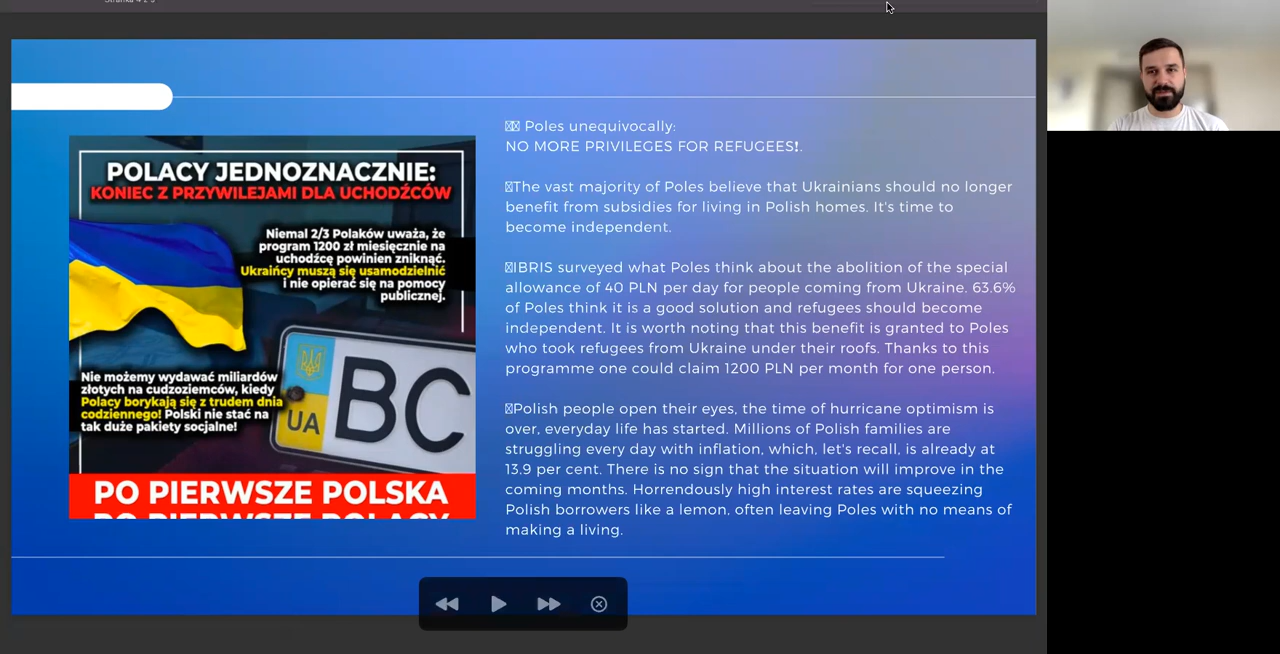 POLACY JEDNOZNACZNIE:
KONIEC Z PRZYWILEJAMI DLA UCHODŹCÓW
Niemal 2/3 Polaków uważa, że
program 1200 zł miesięcznie na
uchodźcę powinien zniknąć.
Ukraińcy muszą się usamodzielnić
i nie opierać się na pomocy
publicznej.
UA BC
Nie możemy wydawać miliardów
złotych na cudzoziemców, kiedy
Polacy borykają się z trudem dnia
codziennego! Polski nie stać na
tak duże pakiety socjalne!
PO PIERWSZE POLSKA
PO PIERWSZE POLACY
Poles unequivocally:
NO MORE PRIVILEGES FOR REFUGEES!.
The vast majority of Poles believe that Ukrainians should no longer
benefit from subsidies for living in Polish homes. It's time to
become independent.
IBRIS surveyed what Poles think about the abolition of the special
allowance of 40 PLN per day for people coming from Ukraine. 63.6%
of Poles think it is a good solution and refugees should become
independent. It is worth noting that this benefit is granted to Poles
who took refugees from Ukraine under their roofs. Thanks to this
programme one could claim 1200 PLN per month for one person.
Polish people open their eyes, the time of hurricane optimism is
over, everyday life has started. Millions of Polish families are
struggling every day with inflation, which, let's recall, is already at
13.9 per cent. There is no sign that the situation will improve in the
coming months. Horrendously high interest rates are squeezing
Polish borrowers like a lemon, often leaving Poles with no means of
making a living.